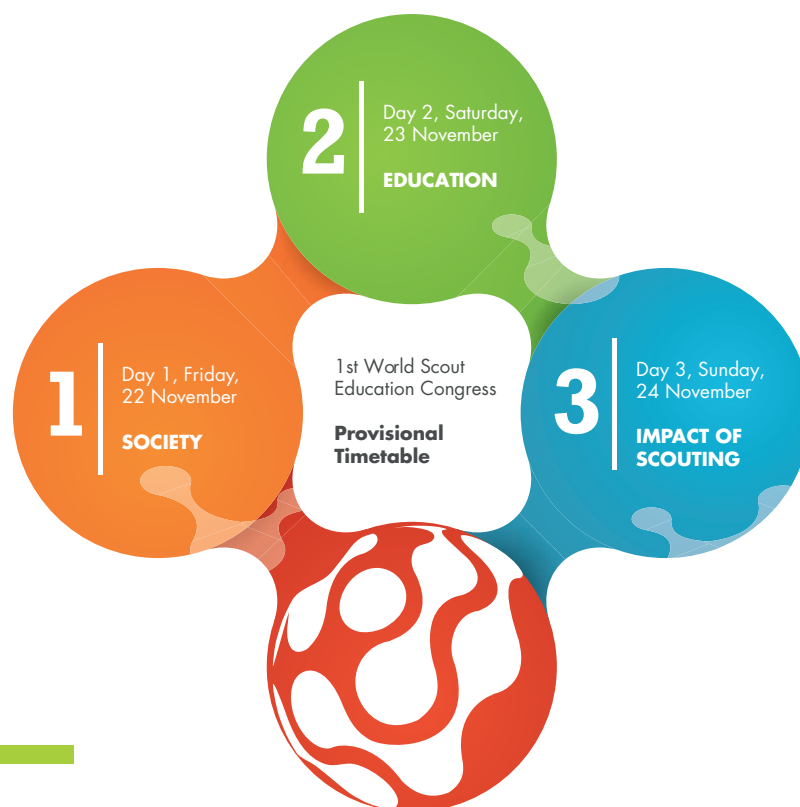 1
Day 1, Friday,
22 November
SOCIETY
2
Day 2, Saturday,
23 November
EDUCATION
3
Day 3, Sunday,
24 November
IMPACT OF
SCOUTING
1st World Scout
Education Congress
Provisional
Timetable